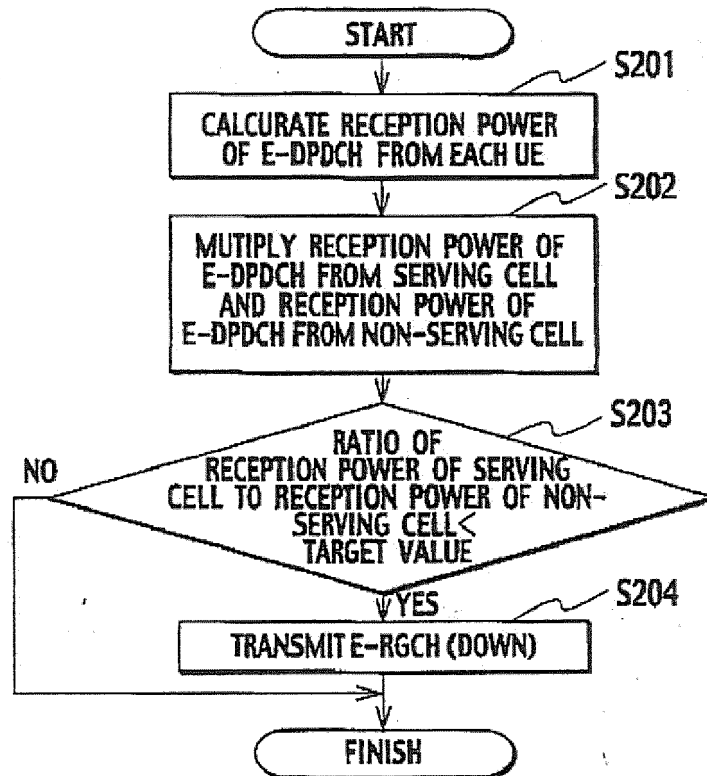 START
S201
CALCURATE RECEPTION POWER
OF E-DPDCH FROM EACH UE
S202
MUTIPLY RECEPTION POWER OF
E-DPDCH FROM SERVING CELL
AND RECEPTION POWER OF
E-DPDCH FROM NON-SERVING CELL
S203
NO
RATIO OF
RECEPTION POWER OF SERVING
CELL TO RECEPTION POWER OF NON-
SERVING CELL<
TARGET VALUE
YES
S204
TRANSMIT E-RGCH (DOWN)
FINISH